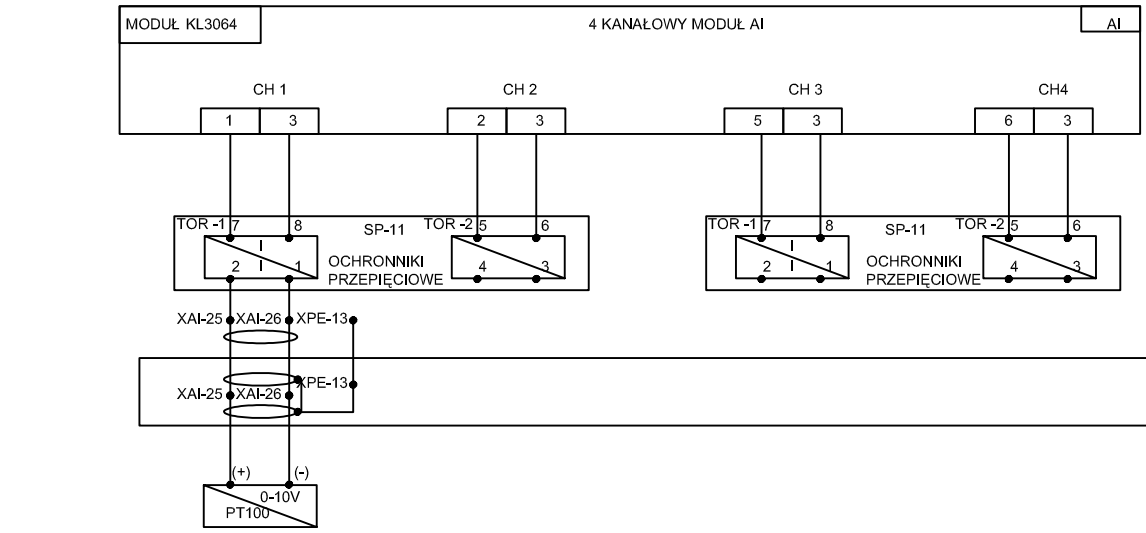 MODUŁ KL3064
4 KANAŁOWY MODUŁ AI
AI
CH 1
CH 2
CH 3
CH4
1 3
2 3
5 3
6 3
TOR -1 7 8
SP-11
TOR -2 5 6
TOR -1 7 8
SP-11
TOR -2 5 6
2 1
OCHRONNIKI
PRZEPIĘCIOWE
4 3
2 1
OCHRONNIKI
PRZEPIĘCIOWE
4 3
XAI-25 XAI-26 XPE-13
XPE-13
XAI-25 XAI-26
(+) (-)
0-10V
PT100